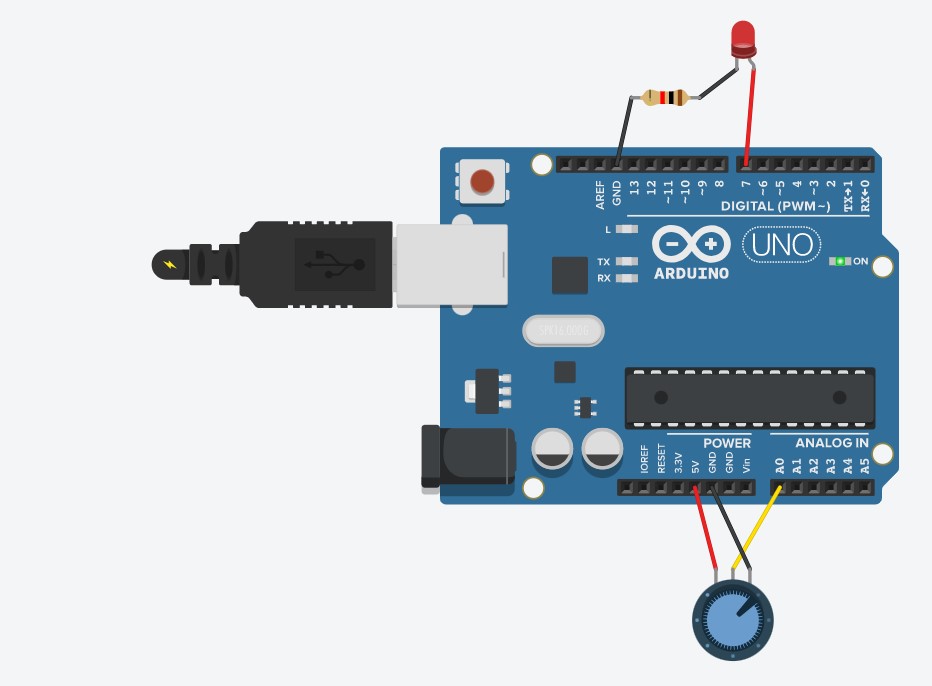 AREF
GND
13
12
~11
~10
~9
8
7
~6
~5
4
~3
2
TX→1
RX←0
DIGITAL (PWM~)
L
TX
RX
UNO
ARDUINO
ON
POWER
ANALOG IN
IOREF
RESET
3.3V
5V
GND
GND
Vin
A0
A1
A2
A3
A4
A5